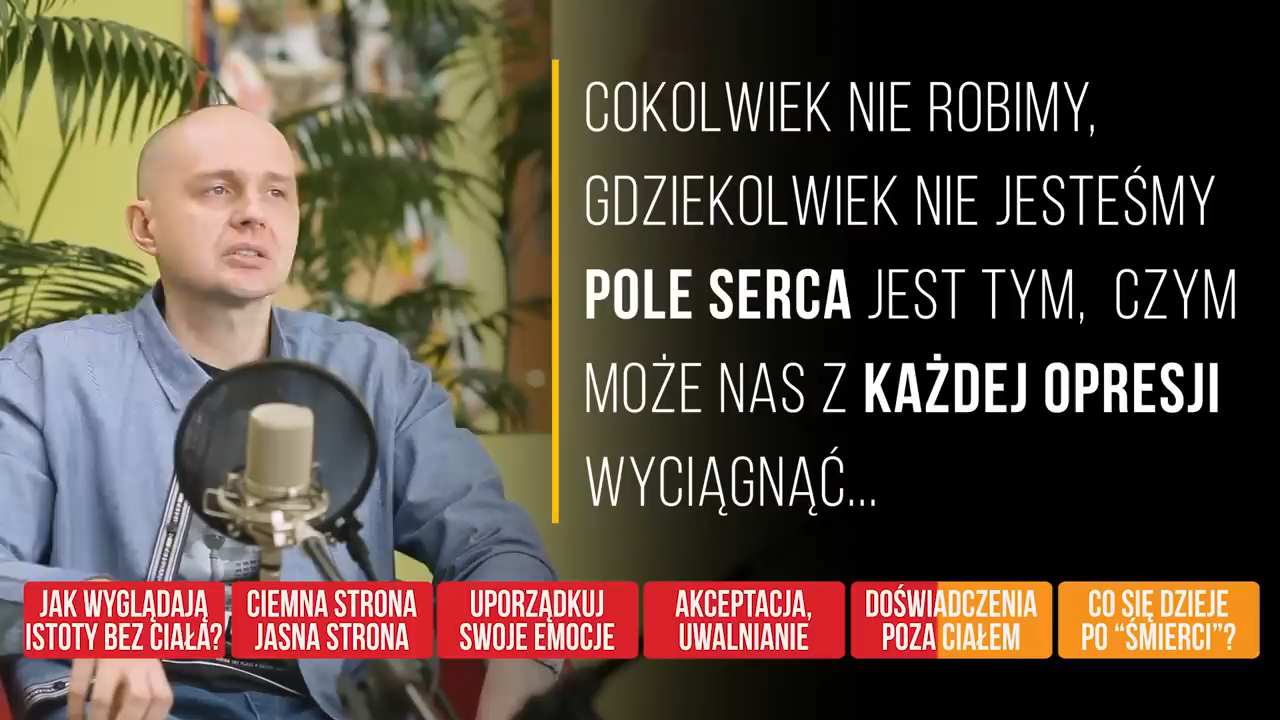 COKOLWIEK NIE ROBIMY,
GDZIEKOLWIEK NIE JESTEŚMY
POLE SERCA JEST TYM, CZYM
MOŻE NAS Z KAŻDEJ OPRESJI
WYCIĄGNĄĆ...
JAK WYGLĄDAJĄ
ISTOTY BEZ CIAŁA?
CIEMNA STRONA
JASNA STRONA
UPORZĄDKUJ
SWOJE EMOCJE
AKCEPTACJA,
UWALNIANIE
DOŚWIADCZENIA
POZA CIAŁEM
CO SIĘ DZIEJE
PO “ŚMIERCI”?